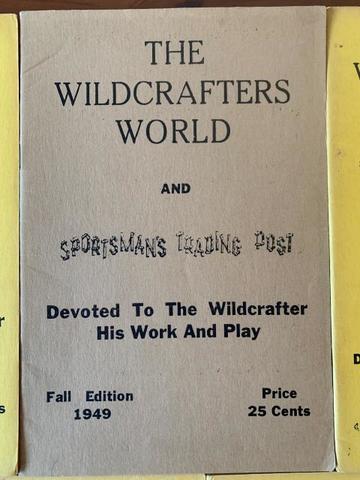 THE
WILDCRAFTERS
WORLD
AND
SPORTSMAN'S TRADING POST
Devoted To The Wildcrafter
His Work And Play
Fall Edition
1949
Price
25 Cents